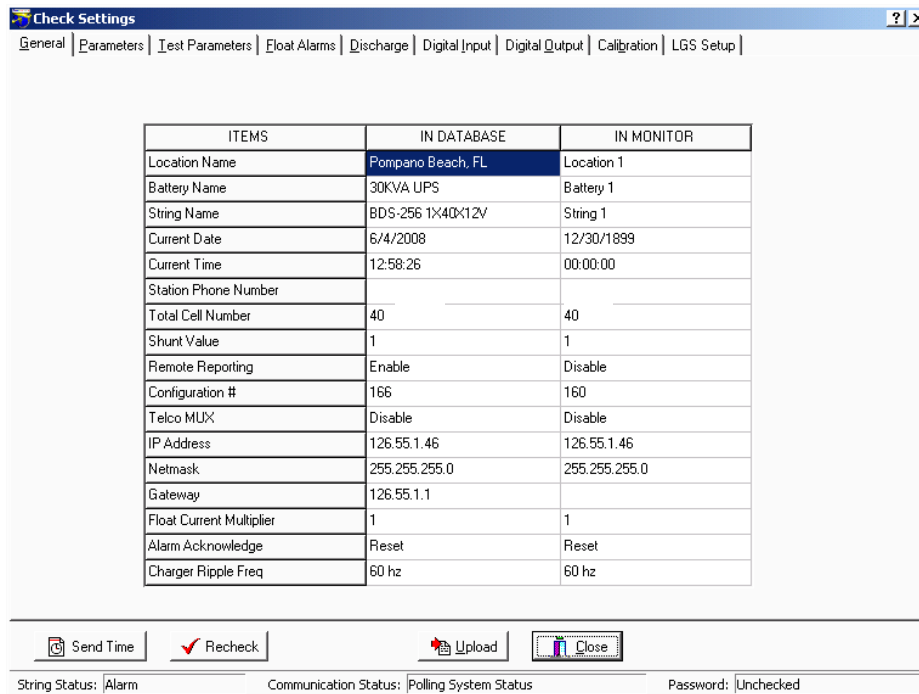 Check Settings
General Parameters Test Parameters Float Alarms Discharge Digital Input Digital Output Calibration LGS Setup
ITEMS IN DATABASE IN MONITOR
Location Name Pompano Beach, FL Location 1
Battery Name 30KVA UPS Battery 1
String Name BDS-256 1X40X12V String 1
Current Date 6/4/2008 12/30/1899
Current Time 12:58:26 00:00:00
Station Phone Number
Total Cell Number 40 40
Shunt Value 1 1
Remote Reporting Enable Disable
Configuration # 166 160
Telco MUX Disable Disable
IP Address 126.55.1.46 126.55.1.46
Netmask 255.255.255.0 255.255.255.0
Gateway 126.55.1.1
Float Current Multiplier 1 1
Alarm Acknowledge Reset Reset
Charger Ripple Freq 60 hz 60 hz
Send Time Recheck Upload Close
String Status: Alarm Communication Status: Polling System Status Password: Unchecked